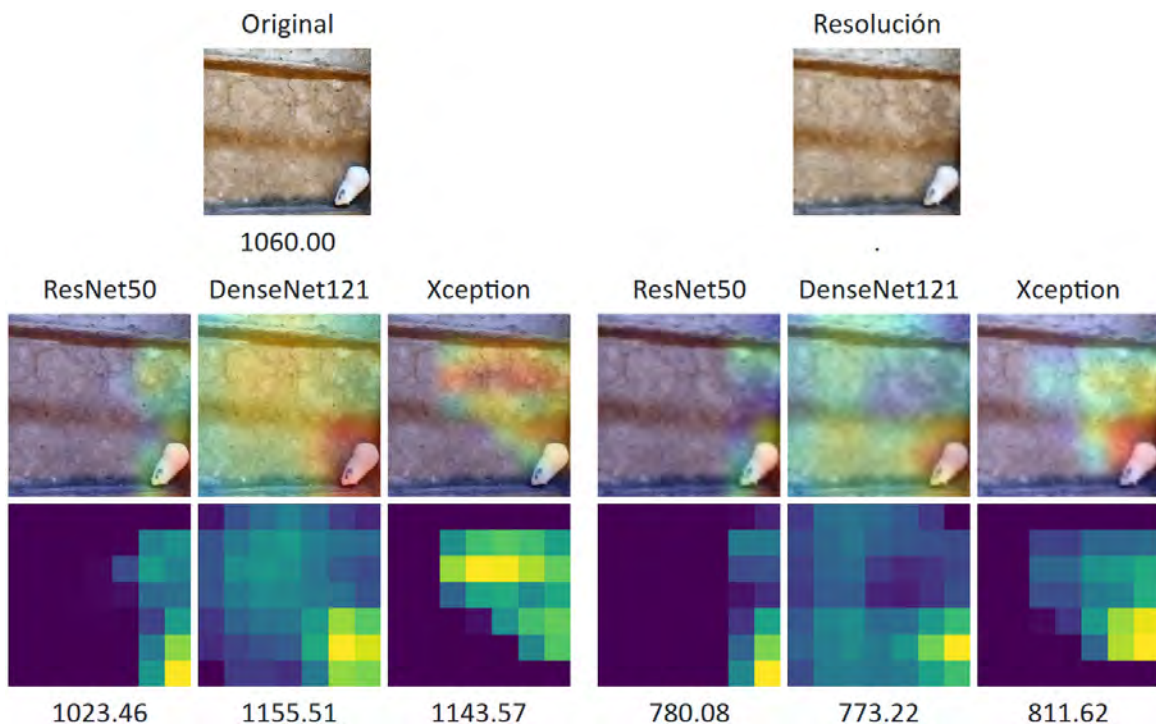 Original Resolución
1060.00 .
ResNet50 DenseNet121 Xception ResNet50 DenseNet121 Xception
1023.46 1155.51 1143.57 780.08 773.22 811.62